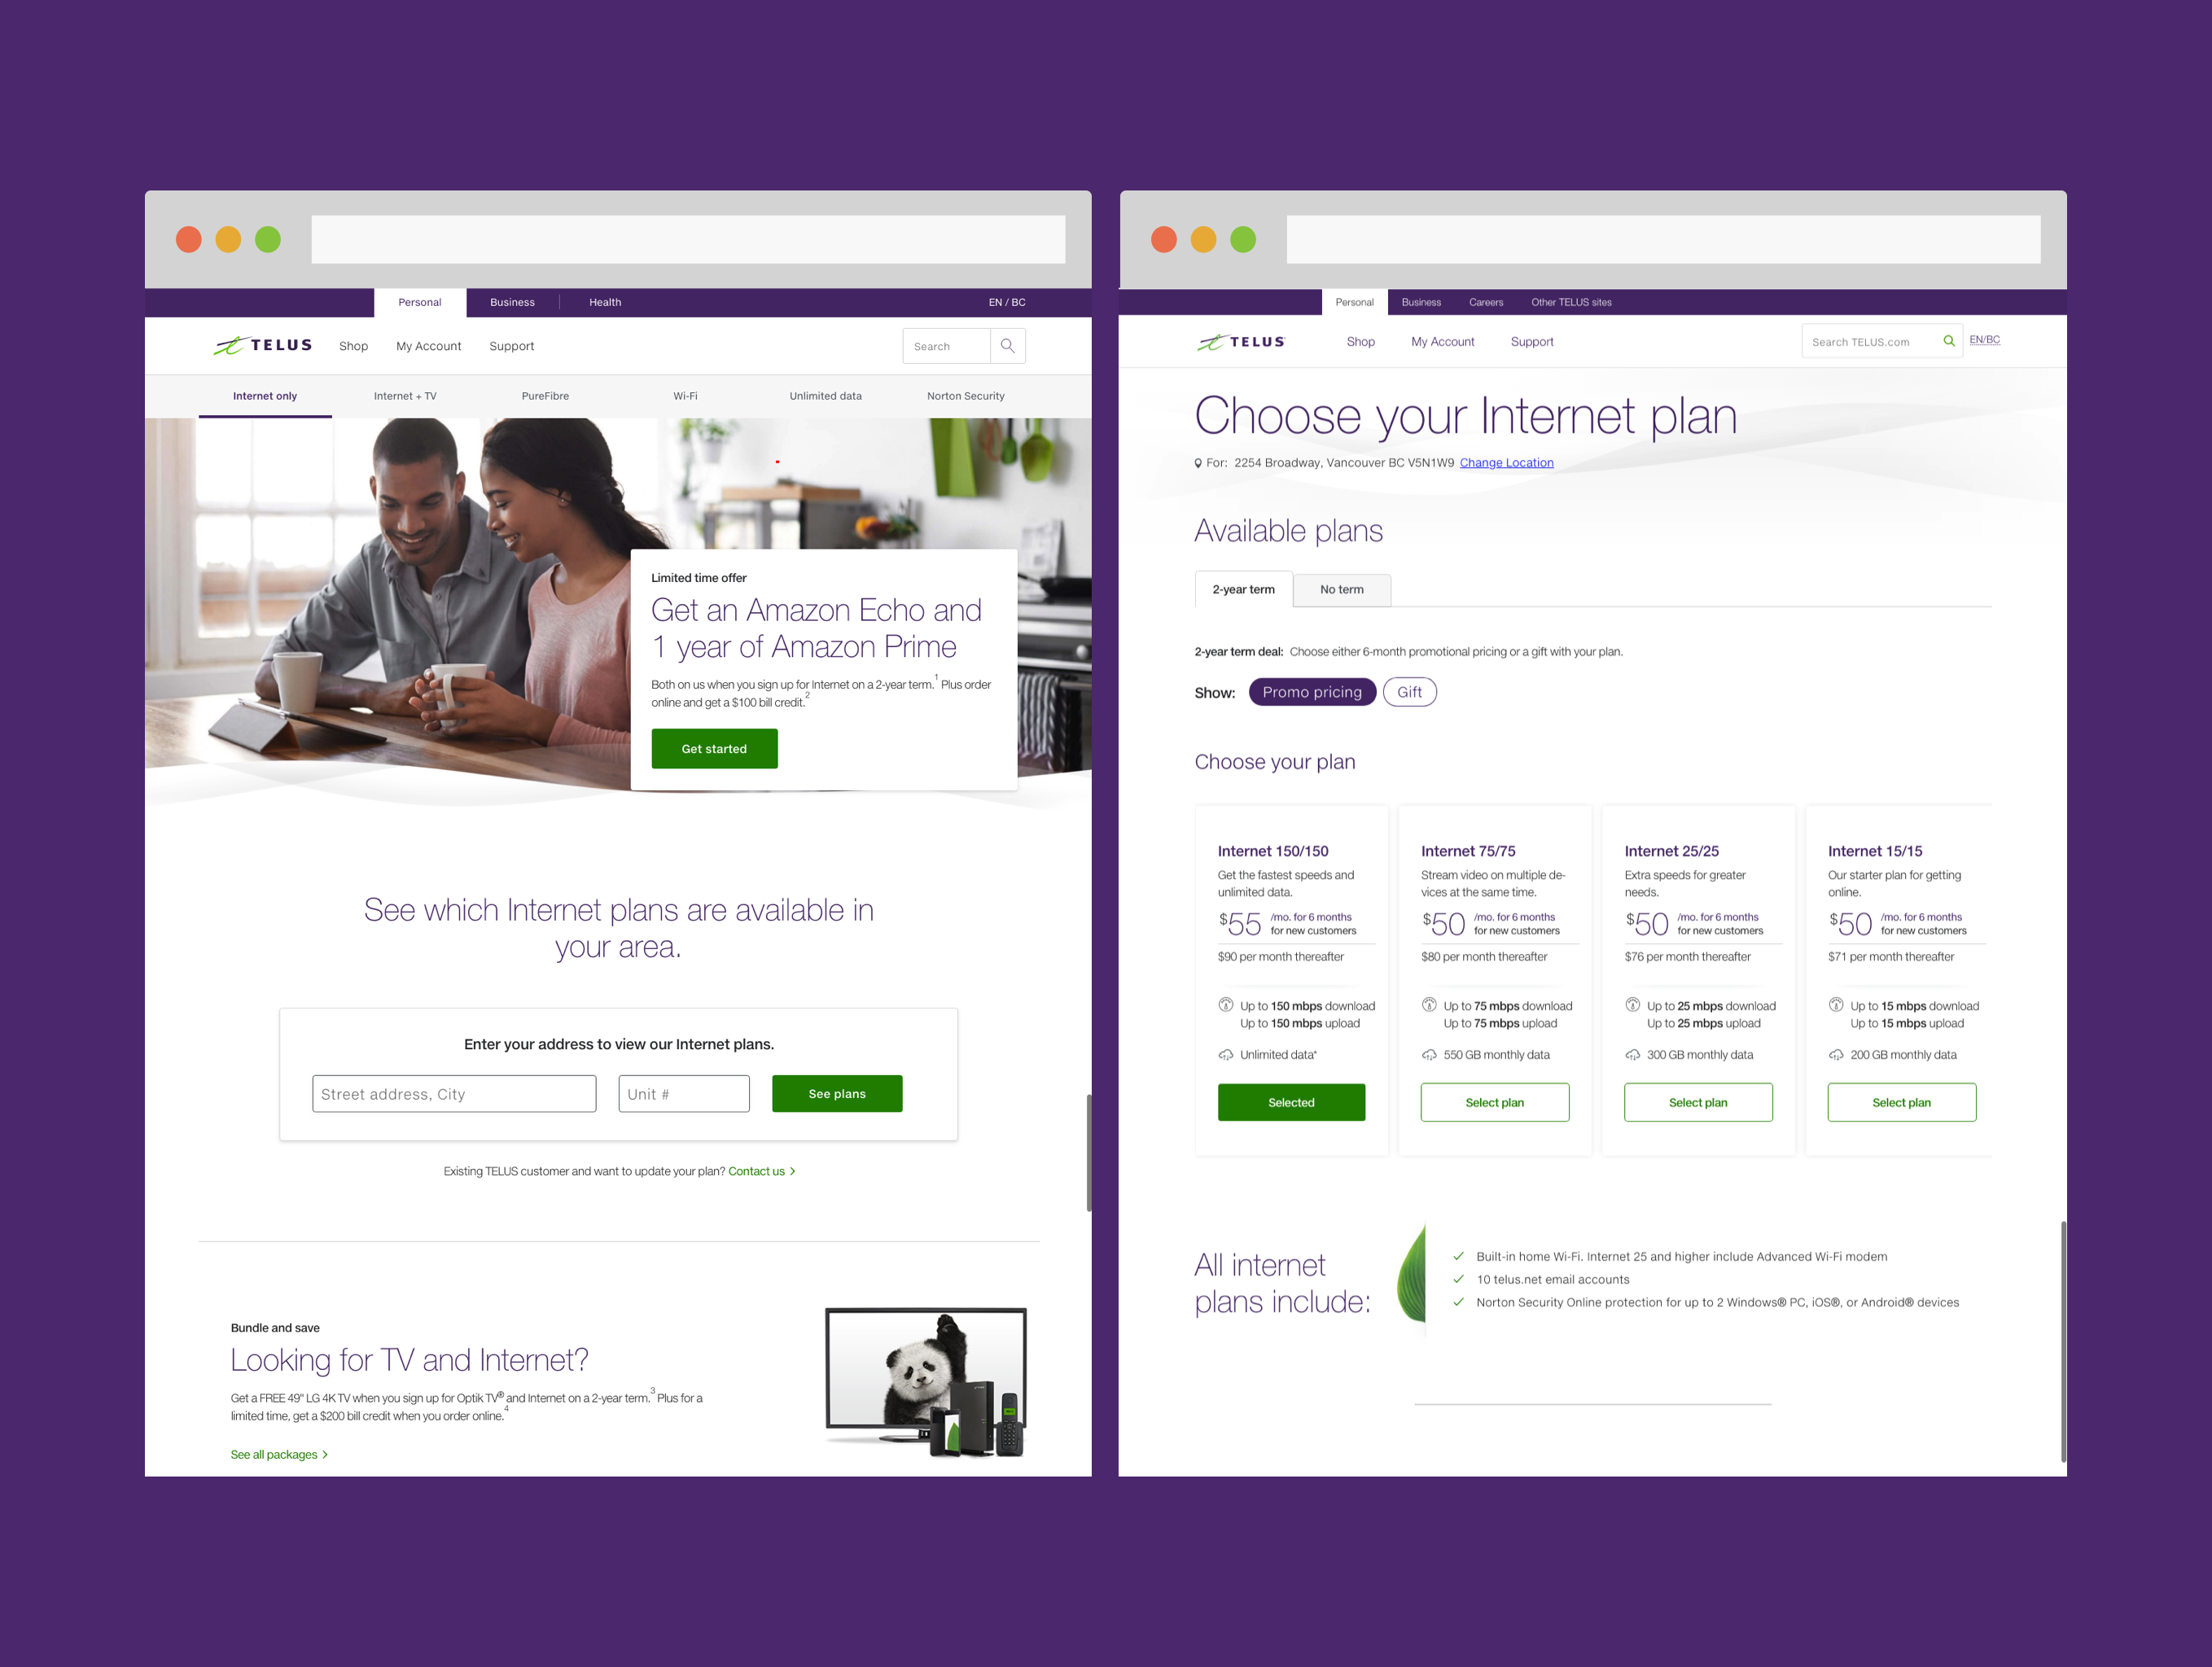 Personal Business Health EN / BC
TELUS Shop My Account Support Search
Internet only Internet + TV PureFibre Wi-Fi Unlimited data Norton Security
Limited time offer
Get an Amazon Echo and
1 year of Amazon Prime
Both on us when you sign up for Internet on a 2-year term.1 Plus order
online and get a $100 bill credit.2
Get started
See which Internet plans are available in
your area.
Enter your address to view our Internet plans.
Street address, City Unit # See plans
Existing TELUS customer and want to update your plan? Contact us >
Bundle and save
Looking for TV and Internet?
Get a FREE 49" LG 4K TV when you sign up for Optik TV® and Internet on a 2-year term.3 Plus for a
limited time, get a $200 bill credit when you order online.4
See all packages >
Personal Business Careers Other TELUS sites
TELUS Shop My Account Support Search TELUS.com EN/BC
Choose your Internet plan
For: 2254 Broadway, Vancouver BC V5N1W9 Change Location
Available plans
2-year term No term
2-year term deal: Choose either 6-month promotional pricing or a gift with your plan.
Show: Promo pricing Gift
Choose your plan
Internet 150/150
Get the fastest speeds and
unlimited data.
$55 /mo. for 6 months
for new customers
$90 per month thereafter
Up to 150 mbps download
Up to 150 mbps upload
Unlimited data*
Selected
Internet 75/75
Stream video on multiple de-
vices at the same time.
$50 /mo. for 6 months
for new customers
$80 per month thereafter
Up to 75 mbps download
Up to 75 mbps upload
550 GB monthly data
Select plan
Internet 25/25
Extra speeds for greater
needs.
$50 /mo. for 6 months
for new customers
$76 per month thereafter
Up to 25 mbps download
Up to 25 mbps upload
300 GB monthly data
Select plan
Internet 15/15
Our starter plan for getting
online.
$50 /mo. for 6 months
for new customers
$71 per month thereafter
Up to 15 mbps download
Up to 15 mbps upload
200 GB monthly data
Select plan
All internet
plans include:
Built-in home Wi-Fi. Internet 25 and higher include Advanced Wi-Fi modem
10 telus.net email accounts
Norton Security Online protection for up to 2 Windows® PC, iOS®, or Android® devices